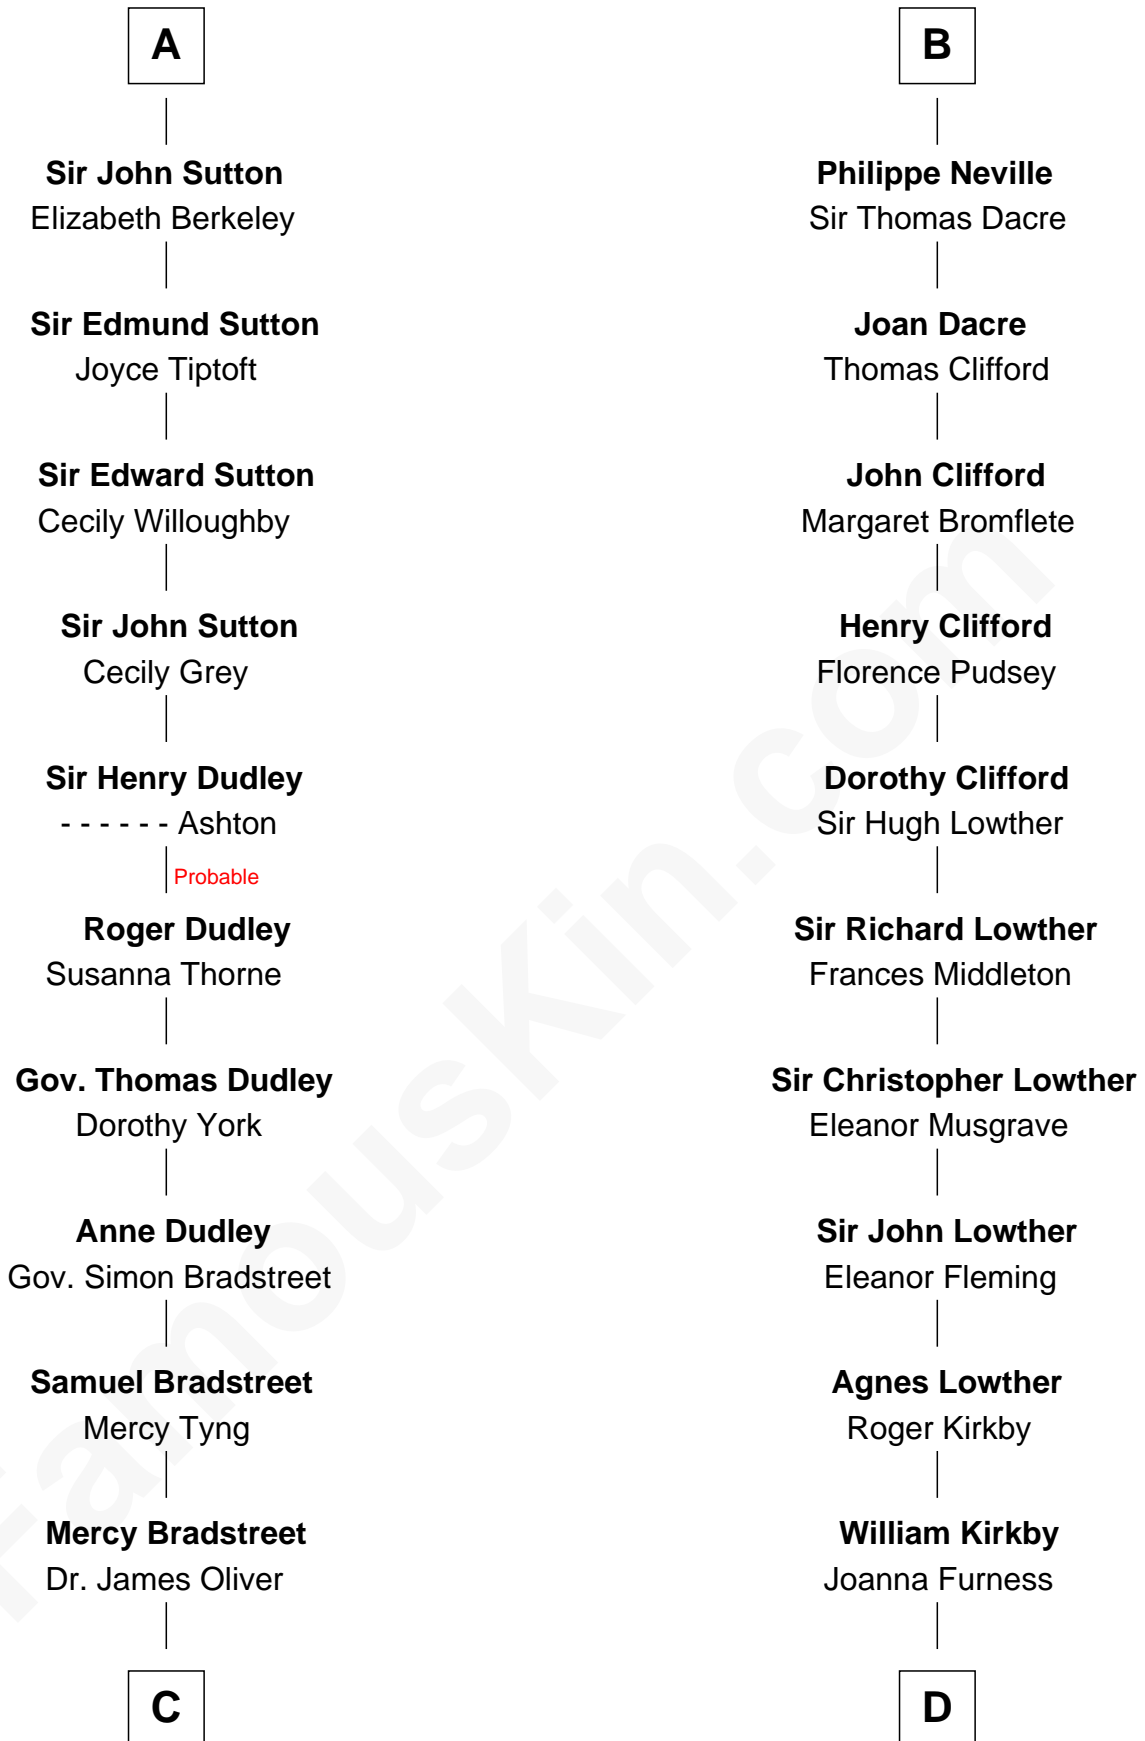 A
Sir John Sutton
Elizabeth Berkeley
Sir Edmund Sutton
Joyce Tiptoft
Sir Edward Sutton
Cecily Willoughby
Sir John Sutton
Cecily Grey
Sir Henry Dudley
- - - - - - Ashton
Probable
Roger Dudley
Susanna Thorne
Gov. Thomas Dudley
Dorothy York
Anne Dudley
Gov. Simon Bradstreet
Samuel Bradstreet
Mercy Tyng
Mercy Bradstreet
Dr. James Oliver
C
B
Philippe Neville
Sir Thomas Dacre
Joan Dacre
Thomas Clifford
John Clifford
Margaret Bromflete
Henry Clifford
Florence Pudsey
Dorothy Clifford
Sir Hugh Lowther
Sir Richard Lowther
Frances Middleton
Sir Christopher Lowther
Eleanor Musgrave
Sir John Lowther
Eleanor Fleming
Agnes Lowther
Roger Kirkby
William Kirkby
Joanna Furness
D
FamousKin.com